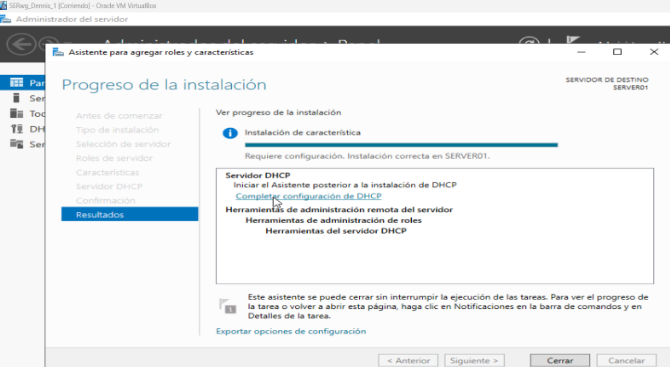 SERwg_Dennis_1 [Corriendo] - Oracle VM VirtualBox
Administrador del servidor
Asistente para agregar roles y características
Progreso de la instalación
SERVIDOR DE DESTINO
SERVER01
Par
Ser
Toc
DH
Ser
Antes de comenzar
Tipo de instalación
Selección de servidor
Roles de servidor
Características
Servidor DHCP
Confirmación
Resultados
Ver progreso de la instalación
Instalación de característica
Requiere configuración. Instalación correcta en SERVER01.
Servidor DHCP
Iniciar el Asistente posterior a la instalación de DHCP
Completar configuración de DHCP
Herramientas de administración remota del servidor
Herramientas de administración de roles
Herramientas del servidor DHCP
Este asistente se puede cerrar sin interrumpir la ejecución de las tareas. Para ver el progreso de
la tarea o volver a abrir esta página, haga clic en Notificaciones en la barra de comandos y en
Detalles de la tarea.
Exportar opciones de configuración
< Anterior
Siguiente >
Cerrar
Cancelar